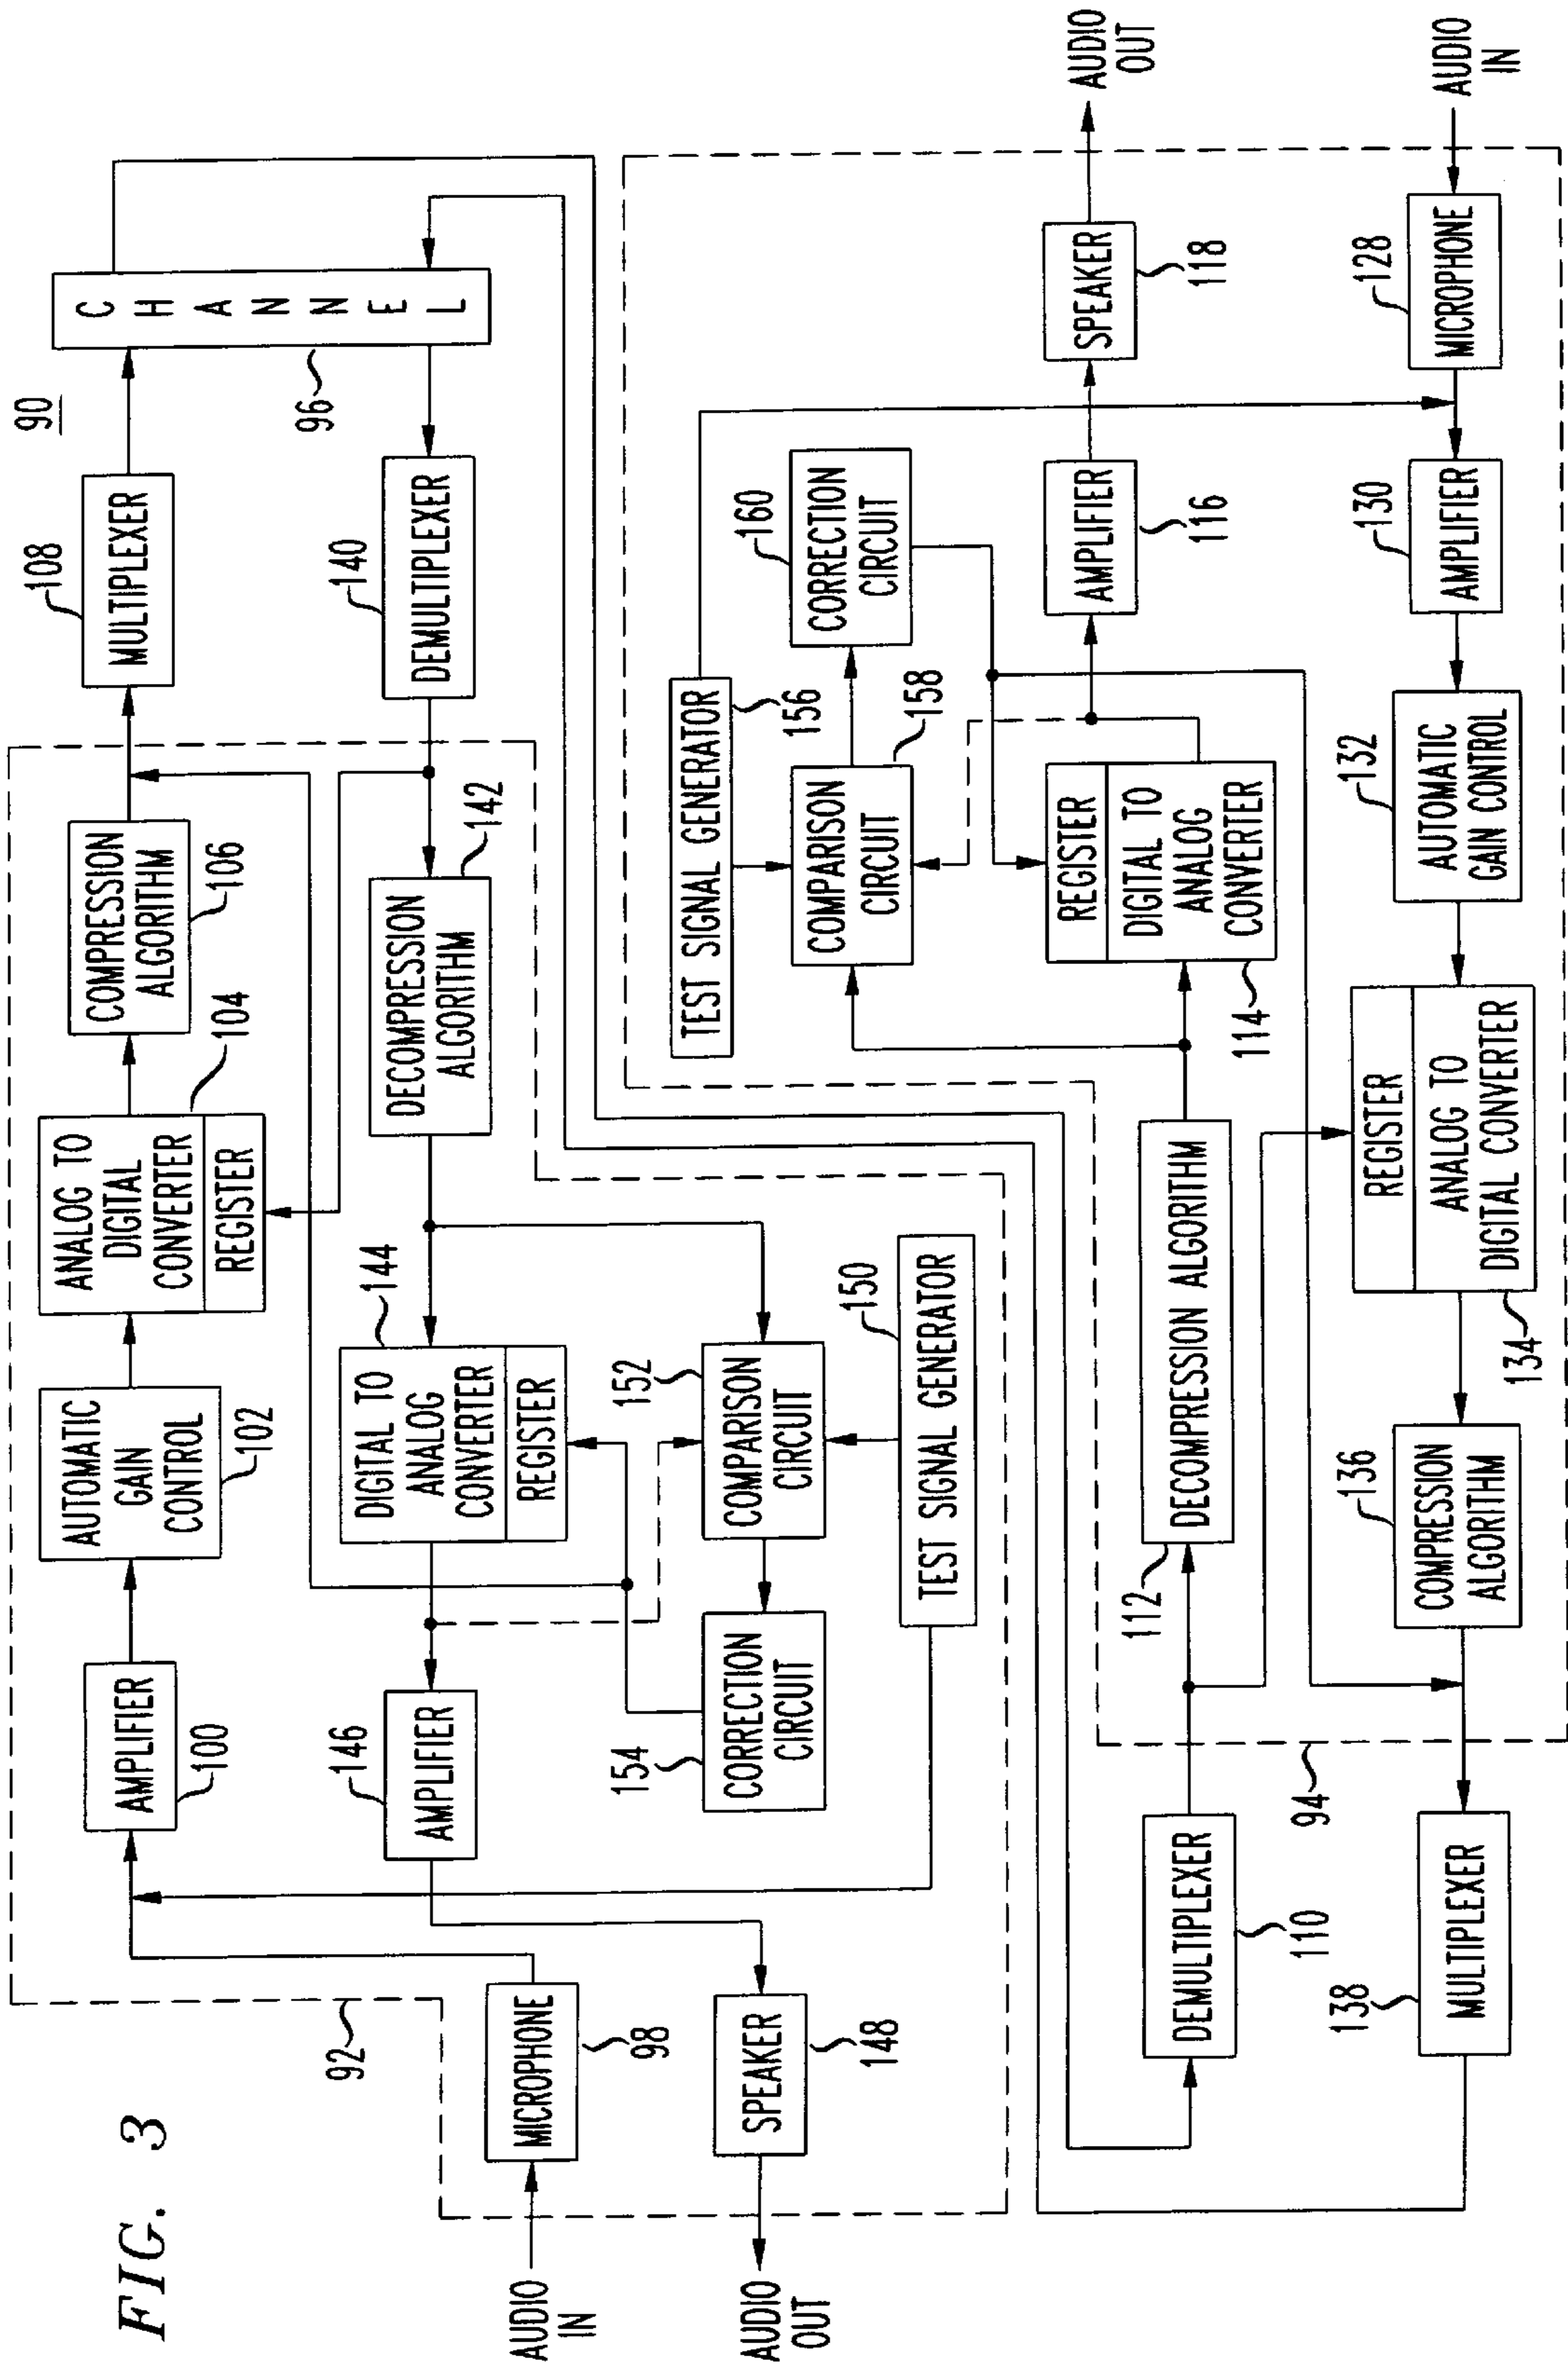 FIG. 3
90
AUDIO
IN
MICROPHONE
98
92
AMPLIFIER
100
AUTOMATIC
GAIN
CONTROL
102
ANALOG TO
DIGITAL
CONVERTER
REGISTER
104
COMPRESSION
ALGORITHM
106
MULTIPLEXER
108
CHANNEL
96
DEMULTIPLEXER
140
DECOMPRESSION
ALGORITHM
142
DIGITAL TO
ANALOG
CONVERTER
REGISTER
144
AMPLIFIER
146
SPEAKER
148
AUDIO
OUT
COMPARISON
CIRCUIT
152
CORRECTION
CIRCUIT
154
TEST SIGNAL GENERATOR
150
DEMULTIPLEXER
110
DECOMPRESSION ALGORITHM
112
TEST SIGNAL GENERATOR
156
COMPARISON
CIRCUIT
158
CORRECTION
CIRCUIT
160
REGISTER
DIGITAL TO
ANALOG
CONVERTER
114
AMPLIFIER
116
SPEAKER
118
AUDIO
OUT
AUDIO
IN
MICROPHONE
128
AMPLIFIER
130
AUTOMATIC
GAIN CONTROL
132
REGISTER
ANALOG TO
DIGITAL CONVERTER
134
COMPRESSION
ALGORITHM
136
94
MULTIPLEXER
138